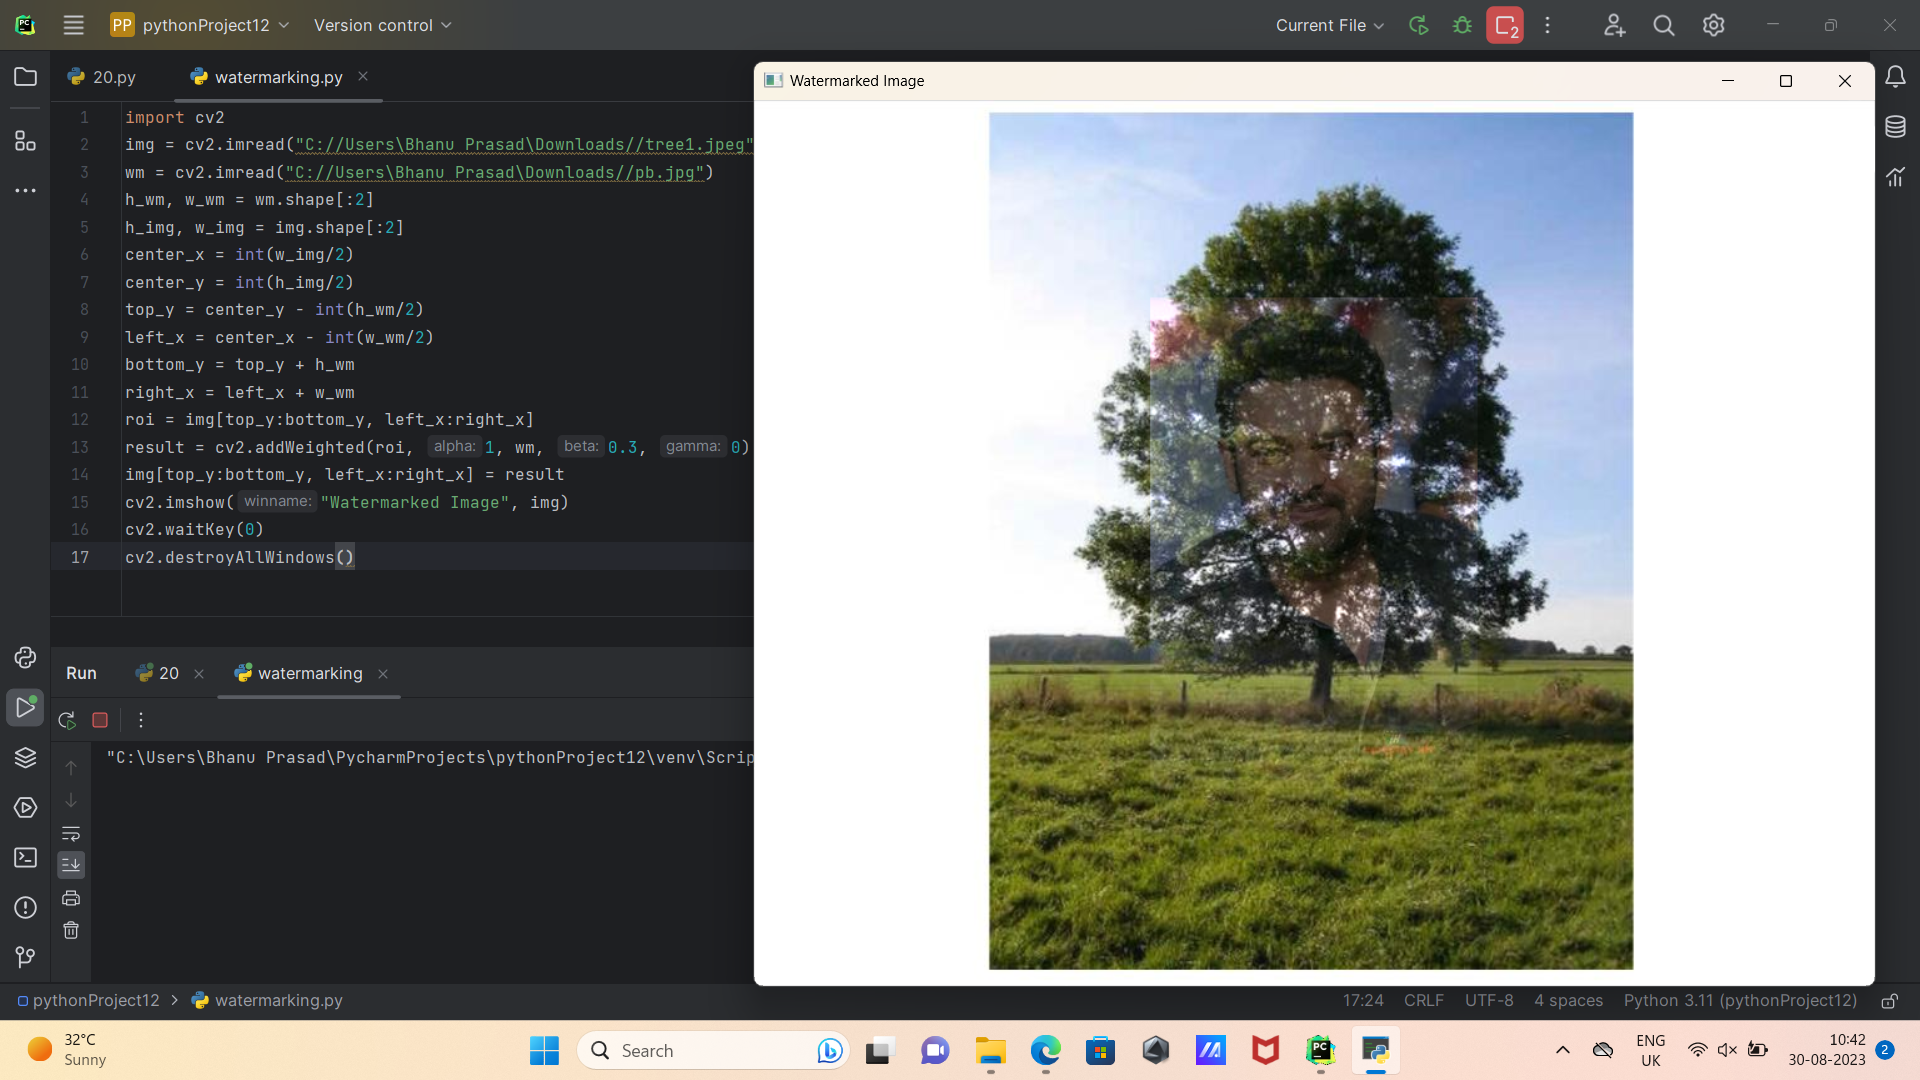 PC
PP pythonProject12
Version control
Current File
2
20.py
watermarking.py
1 import cv2
2 img = cv2.imread("C://Users\Bhanu Prasad\Downloads//tree1.jpeg"
3 wm = cv2.imread("C://Users\Bhanu Prasad\Downloads//pb.jpg")
4 h_wm, w_wm = wm.shape[:2]
5 h_img, w_img = img.shape[:2]
6 center_x = int(w_img/2)
7 center_y = int(h_img/2)
8 top_y = center_y - int(h_wm/2)
9 left_x = center_x - int(w_wm/2)
10 bottom_y = top_y + h_wm
11 right_x = left_x + w_wm
12 roi = img[top_y:bottom_y, left_x:right_x]
13 result = cv2.addWeighted(roi, alpha: 1, wm, beta: 0.3, gamma: 0)
14 img[top_y:bottom_y, left_x:right_x] = result
15 cv2.imshow( winname: "Watermarked Image", img)
16 cv2.waitKey(0)
17 cv2.destroyAllWindows()
Watermarked Image
Run
20
watermarking
"C:\Users\Bhanu Prasad\PycharmProjects\pythonProject12\venv\Scrip
pythonProject12 > watermarking.py
17:24 CRLF UTF-8 4 spaces Python 3.11 (pythonProject12)
32°C
Sunny
Search
PC
ENG
UK
10:42
30-08-2023
2